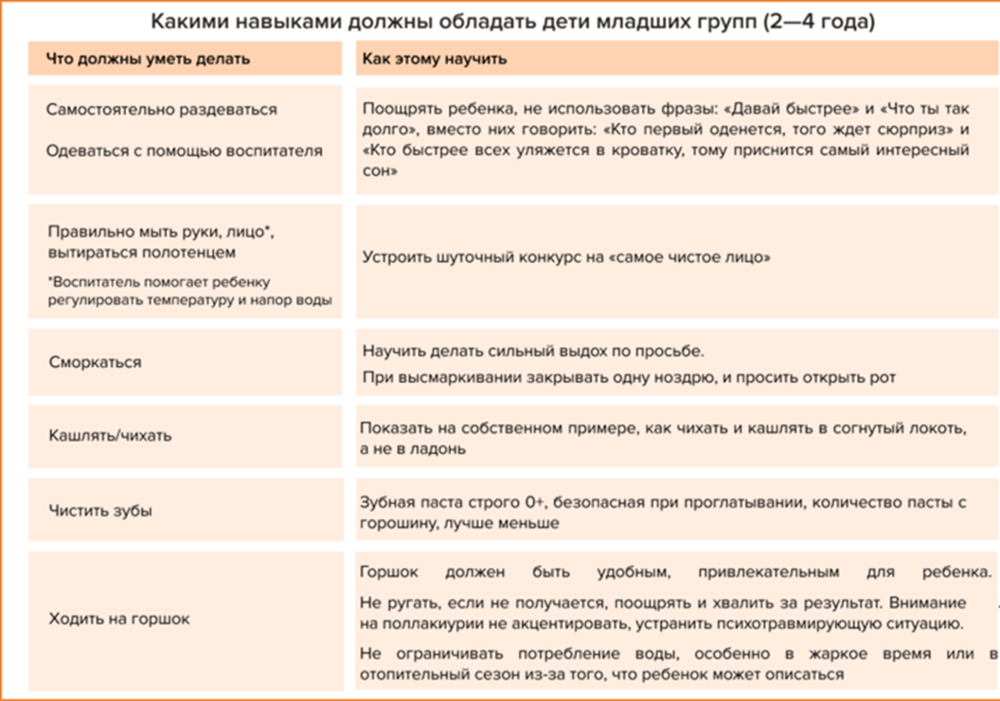 Какими навыками должны обладать дети младших групп (2—4 года)
Что должны уметь делать
Как этому научить
Самостоятельно раздеваться
Одеваться с помощью воспитателя
Поощрять ребенка, не использовать фразы: «Давай быстрее» и «Что ты так
долго», вместо них говорить: «Кто первый оденется, того ждет сюрприз» и
«Кто быстрее всех уляжется в кроватку, тому приснится самый интересный
сон»
Правильно мыть руки, лицо*,
вытираться полотенцем
*Воспитатель помогает ребенку
регулировать температуру и напор воды
Устроить шуточный конкурс на «самое чистое лицо»
Сморкаться
Научить делать сильный выдох по просьбе.
При высмаркивании закрывать одну ноздрю, и просить открыть рот
Кашлять/чихать
Показать на собственном примере, как чихать и кашлять в согнутый локоть,
а не в ладонь
Чистить зубы
Зубная паста строго 0+, безопасная при проглатывании, количество пасты с
горошину, лучше меньше
Ходить на горшок
Горшок должен быть удобным, привлекательным для ребенка.
Не ругать, если не получается, поощрять и хвалить за результат. Внимание
на поллакиурии не акцентировать, устранить психотравмирующую ситуацию.
Не ограничивать потребление воды, особенно в жаркое время или в
отопительный сезон из-за того, что ребенок может описаться